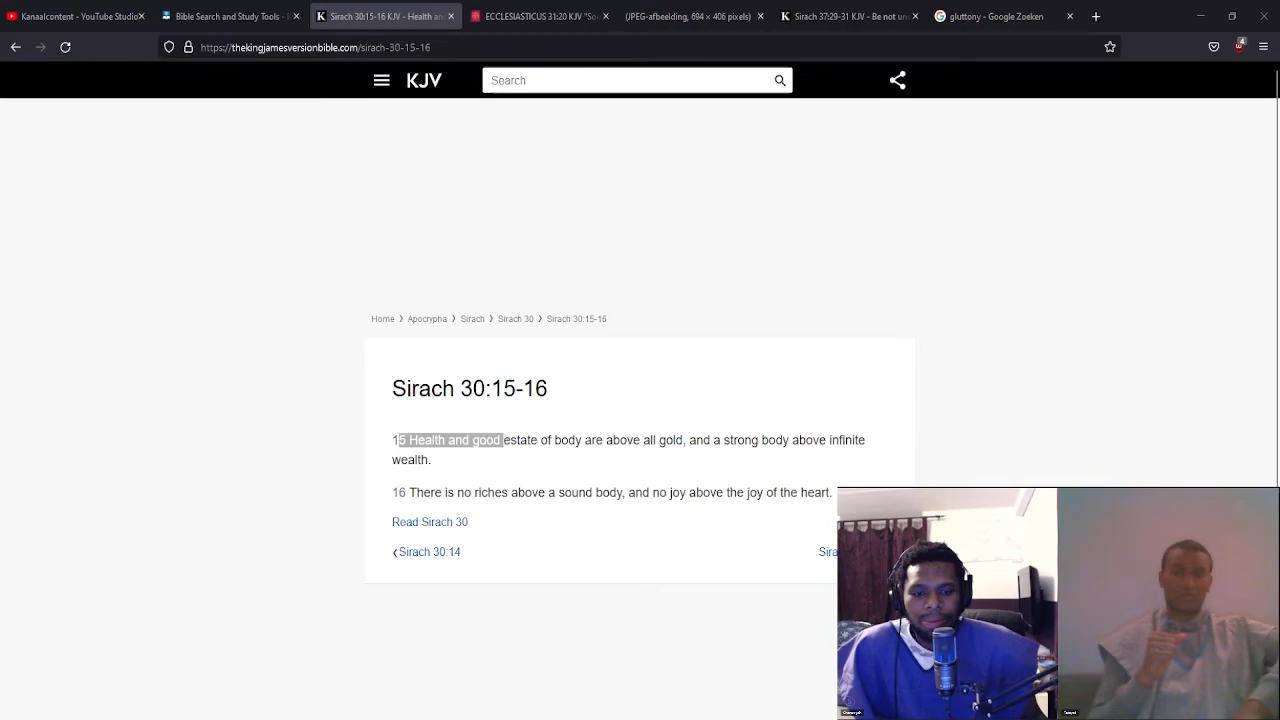 Kanaalcontent - YouTube Studio
Bible Search and Study Tools - B
Sirach 30:15-16 KJV - Health and
ECCLESIASTICUS 31:20 KJV "Sou
(JPEG-afbeelding, 694 × 406 pixels)
Sirach 37:29-31 KJV - Be not un
gluttony - Google Zoeken
https://thekingjamesversionbible.com/sirach-30-15-16
4
KJV
Search
Home > Apocrypha > Sirach > Sirach 30 > Sirach 30:15-16
Sirach 30:15-16
15 Health and good estate of body are above all gold, and a strong body above infinite
wealth.
16 There is no riches above a sound body, and no joy above the joy of the heart.
Read Sirach 30
Sirach 30:14
Sira